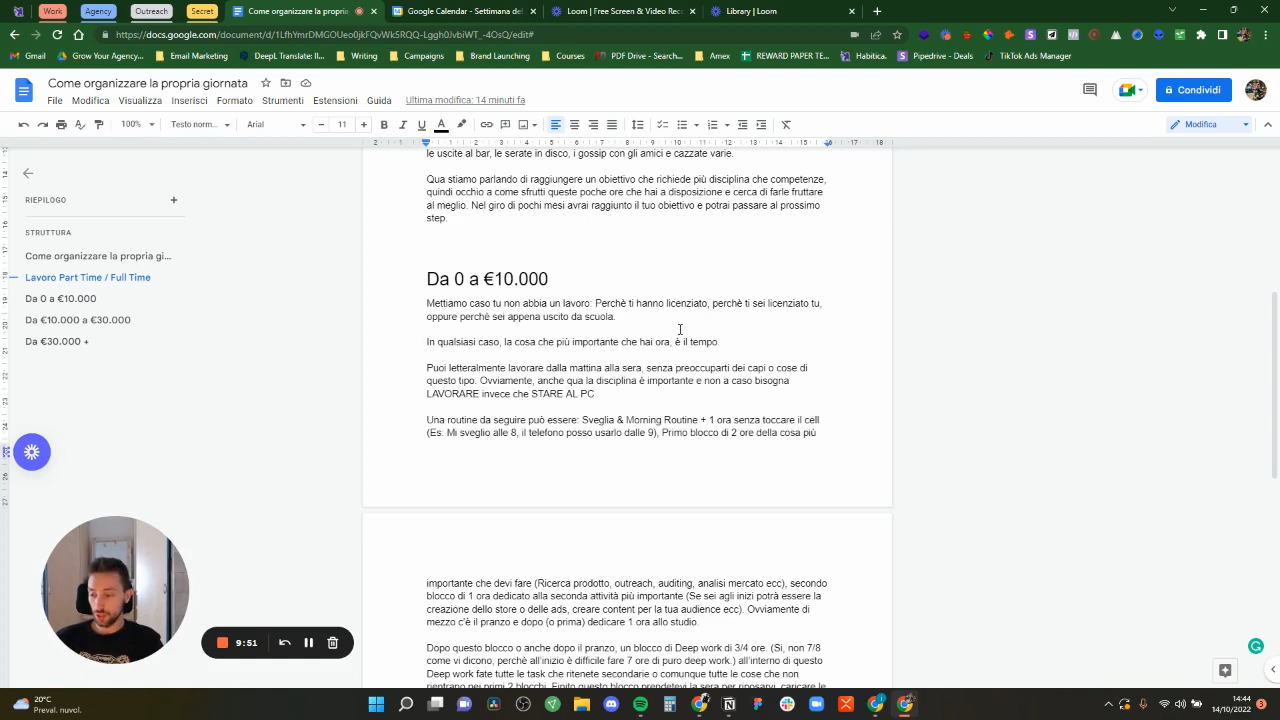 Work
Agency
Outreach
Secret
Come organizzare la propria gio
Google Calendar - Settimana del
Loom | Free Screen & Video Rec
Library | Loom
https://docs.google.com/document/d/1LfhYmrDMGOUeo0jkFQvWkSRQQ-Lggh0JvbiWT_-4OsQ/edit#
Gmail
Grow Your Agency...
DeepL Translate: I...
Writing
Campaigns
Brand Launching
Courses
PDF Drive - Search...
Amex
REWARD PAPER TE...
Habitica.
Pipedrive - Deals
TikTok Ads Manager
Come organizzare la propria giornata
File Modifica Visualizza Inserisci Formato Strumenti Estensioni Guida
Ultima modifica: 14 minuti fa
Condividi
100%
Testo norm...
Arial
11
Modifica
RIEPILOGO
STRUTTURA
Come organizzare la propria gi...
Lavoro Part Time / Full Time
Da 0 a €10.000
Da €10.000 a €30.000
Da €30.000 +
le uscite al bar, le serate in disco, i gossip con gli amici e cazzate varie.
Qua stiamo parlando di raggiungere un obiettivo che richiede più disciplina che competenze,
quindi occhio a come sfrutti queste poche ore che hai a disposizione e cerca di farle fruttare
al meglio. Nel giro di pochi mesi avrai raggiunto il tuo obiettivo e potrai passare al prossimo
step.
Da 0 a €10.000
Mettiamo caso tu non abbia un lavoro: Perchè ti hanno licenziato, perchè ti sei licenziato tu,
oppure perchè sei appena uscito da scuola.
In qualsiasi caso, la cosa che più importante che hai ora, è il tempo.
Puoi letteralmente lavorare dalla mattina alla sera, senza preoccuparti dei capi o cose di
questo tipo. Ovviamente, anche qua la disciplina è importante e non a caso bisogna
LAVORARE invece che STARE AL PC
Una routine da seguire può essere: Sveglia & Morning Routine + 1 ora senza toccare il cell
(Es: Mi sveglio alle 8, il telefono posso usarlo dalle 9), Primo blocco di 2 ore della cosa più
importante che devi fare (Ricerca prodotto, outreach, auditing, analisi mercato ecc), secondo
blocco di 1 ora dedicato alla seconda attività più importante (Se sei agli inizi potrà essere la
creazione dello store o delle ads, creare content per la tua audience ecc). Ovviamente di
mezzo c'è il pranzo e dopo (o prima) dedicare 1 ora allo studio.
Dopo questo blocco o anche dopo il pranzo, un blocco di Deep work di 3/4 ore. (Si, non 7/8
come vi dicono, perchè all'inizio è difficile fare 7 ore di puro deep work.) all'interno di questo
Deep work fate tutte le task che ritenete secondarie o comunque tutte le cose che non
rientrano nei primi 2 blocchi. Finito questo blocco prendetevi la sera per riposarvi, caricare le
9:51
20°C
Parz. nuvol.
14:44
14/10/2022